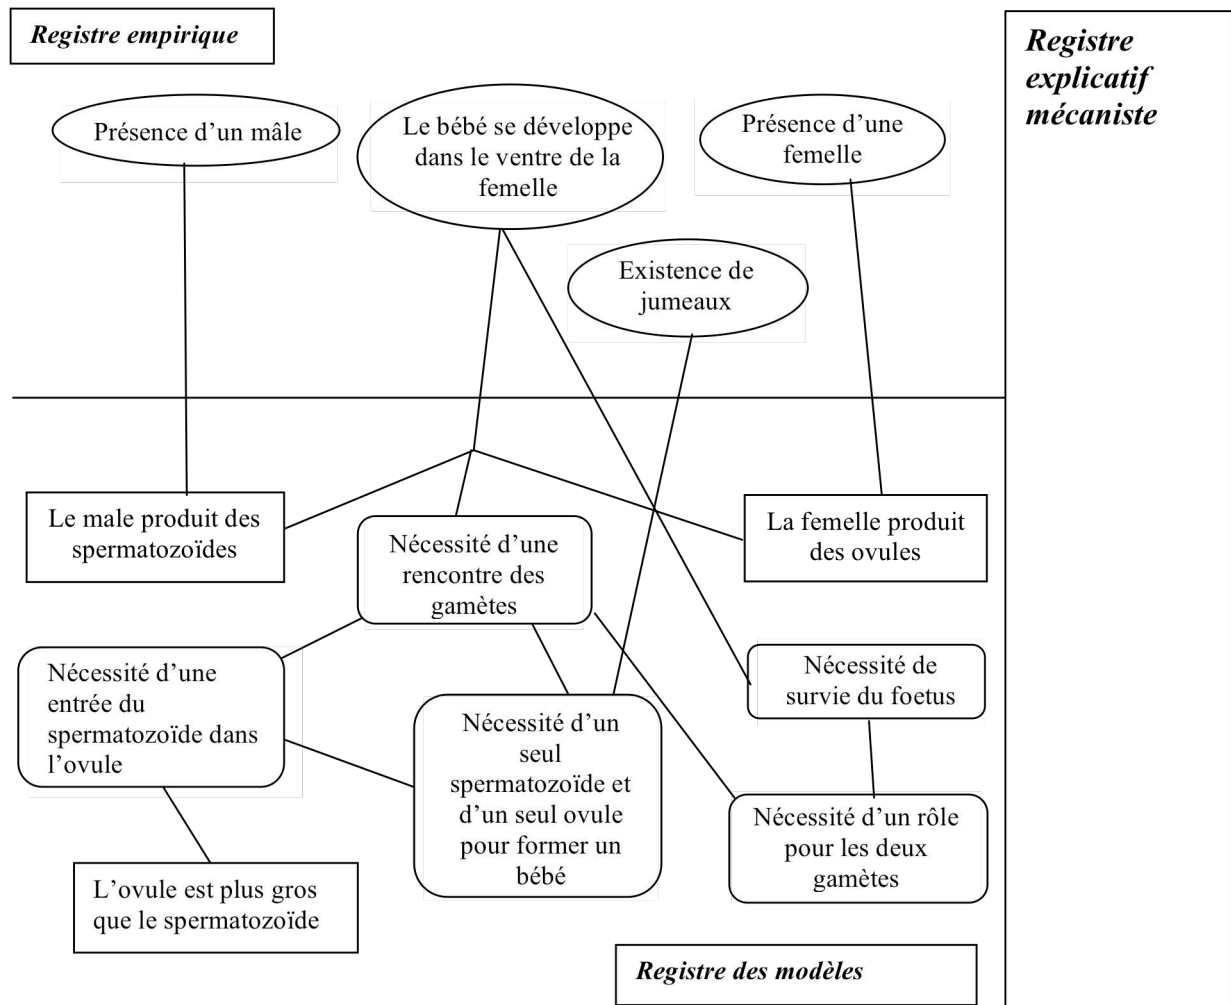 Registre empirique
Registre
explicatif
mécaniste
Présence d’un mâle
Le bébé se développe
dans le ventre de la
femelle
Présence d’une
femelle
Existence de
jumeaux
Le male produit des
spermatozoïdes
Nécessité d’une
rencontre des
gamètes
La femelle produit
des ovules
Nécessité d’une
entrée du
spermatozoïde dans
l’ovule
Nécessité d’un
seul
spermatozoïde et
d’un seul ovule
pour former un
bébé
Nécessité de
survie du foetus
Nécessité d’un rôle
pour les deux
gamètes
L’ovule est plus gros
que le spermatozoïde
Registre des modèles